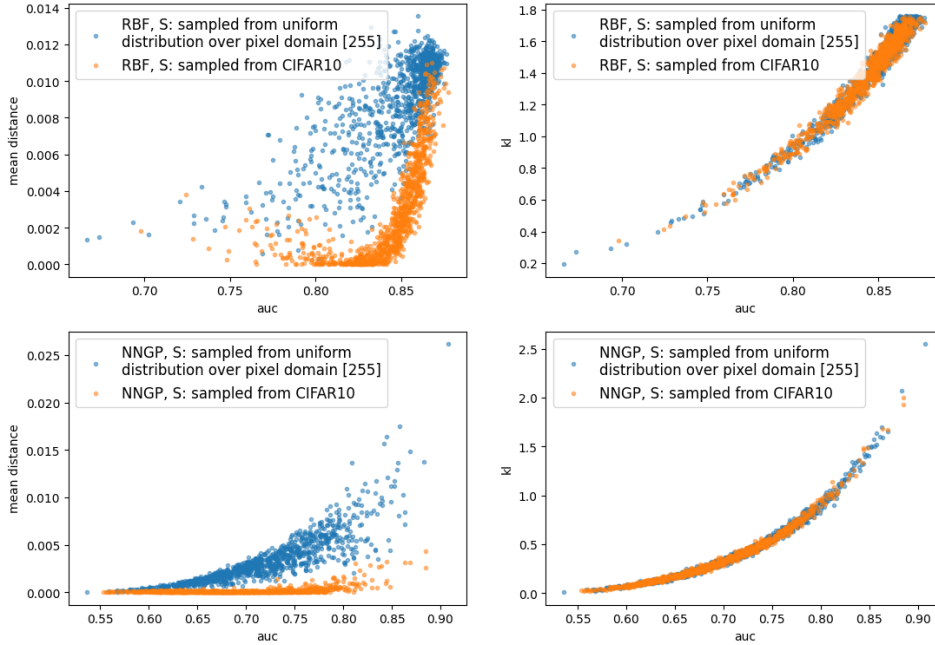 0.014
0.012
0.010
0.008
0.006
0.004
0.002
0.000
mean distance
RBF, S: sampled from uniform
distribution over pixel domain [255]
RBF, S: sampled from CIFAR10
0.70
0.75
0.80
0.85
auc
1.8
1.6
1.4
1.2
1.0
0.8
0.6
0.4
0.2
kl
RBF, S: sampled from uniform
distribution over pixel domain [255]
RBF, S: sampled from CIFAR10
0.70
0.75
0.80
0.85
auc
0.025
0.020
0.015
0.010
0.005
0.000
mean distance
NNGP, S: sampled from uniform
distribution over pixel domain [255]
NNGP, S: sampled from CIFAR10
0.55
0.60
0.65
0.70
0.75
0.80
0.85
0.90
auc
2.5
2.0
1.5
1.0
0.5
0.0
kl
NNGP, S: sampled from uniform
distribution over pixel domain [255]
NNGP, S: sampled from CIFAR10
0.55
0.60
0.65
0.70
0.75
0.80
0.85
0.90
auc